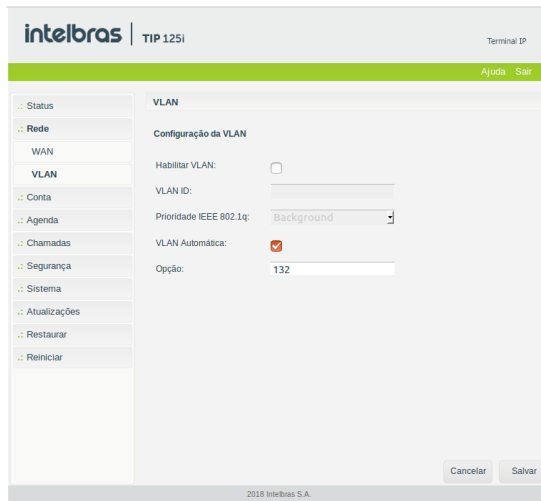 intelbras TIP 125i
Terminal IP
Ajuda Sair
.: Status
.: Rede
WAN
VLAN
.: Conta
.: Agenda
.: Chamadas
.: Segurança
.: Sistema
.: Atualizações
.: Restaurar
.: Reiniciar
VLAN
Configuração da VLAN
Habilitar VLAN:
VLAN ID:
Prioridade IEEE 802.1q: Background
VLAN Automática:
Opção: 132
Cancelar Salvar
2018 Intelbras S.A.